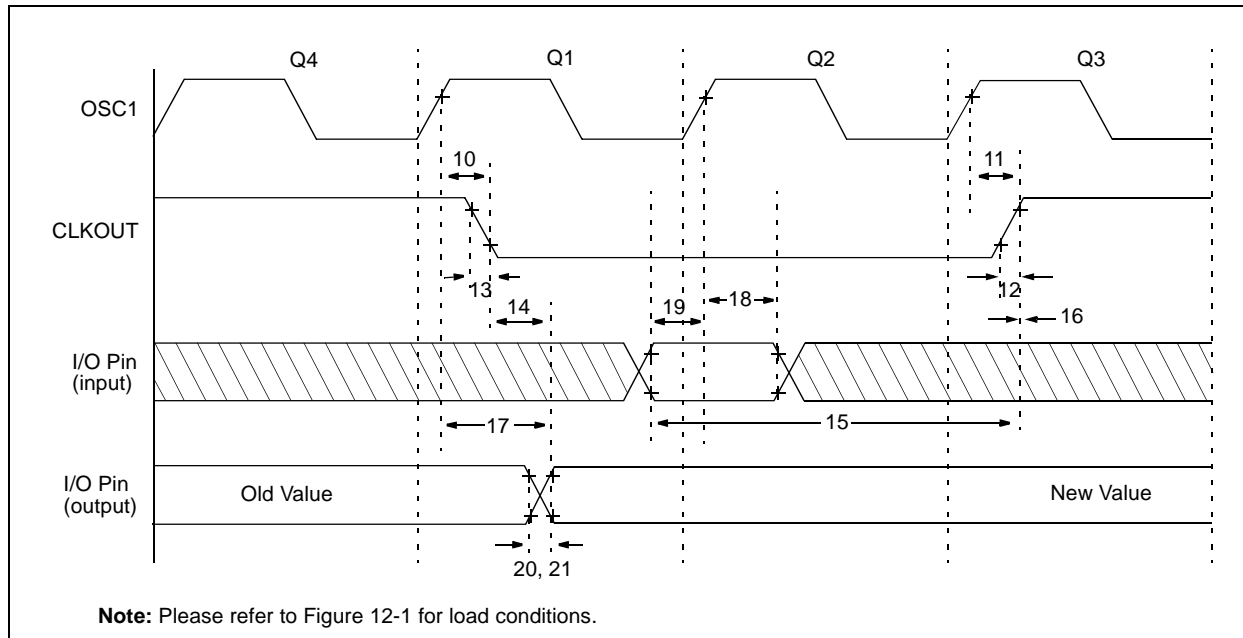 Q4 Q1 Q2 Q3
OSC1
10 11
CLKOUT
13 12
14 19 18 16
I/O Pin
(input)
17 15
I/O Pin
(output)
Old Value New Value
20, 21
Note: Please refer to Figure 12-1 for load conditions.